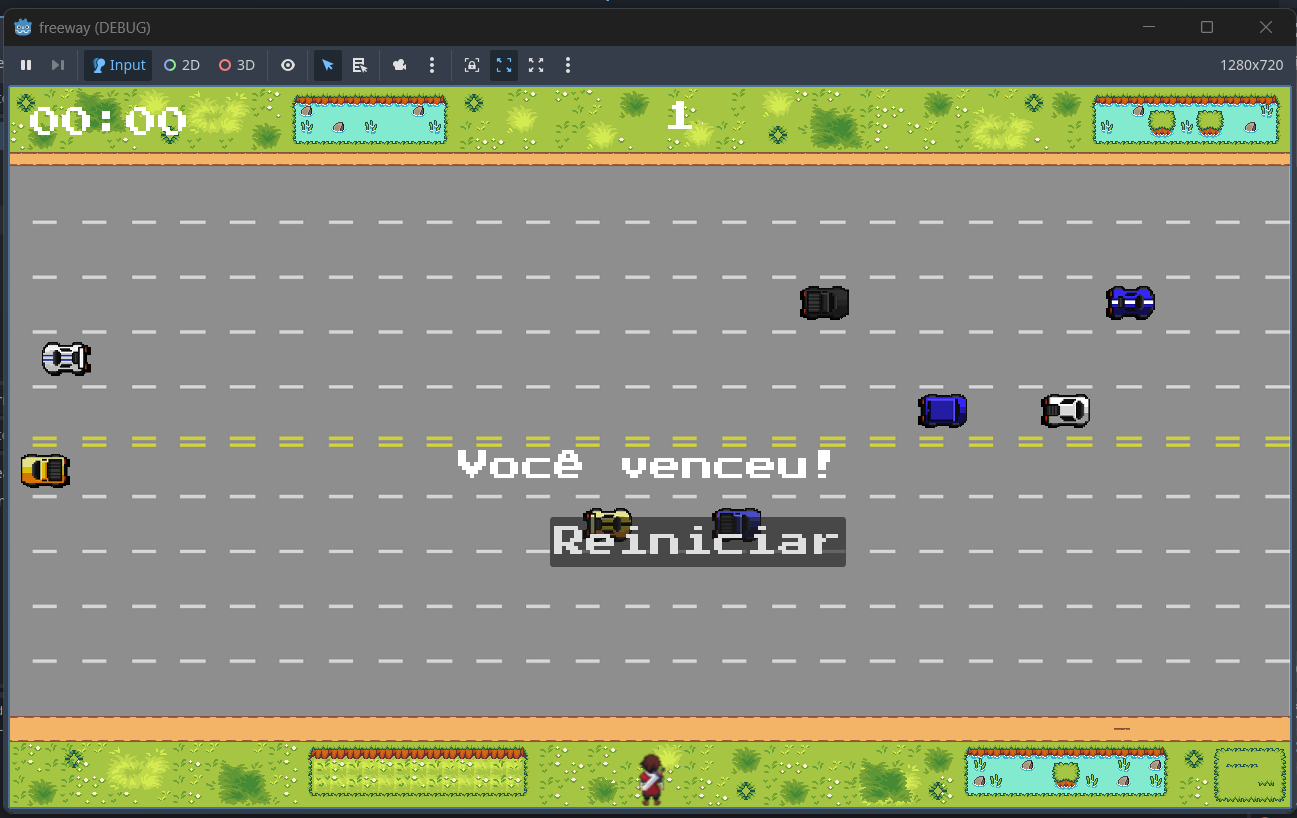 freeway (DEBUG)
Input 2D 3D 1280x720
00:00 1
Você venceu!
Reiniciar